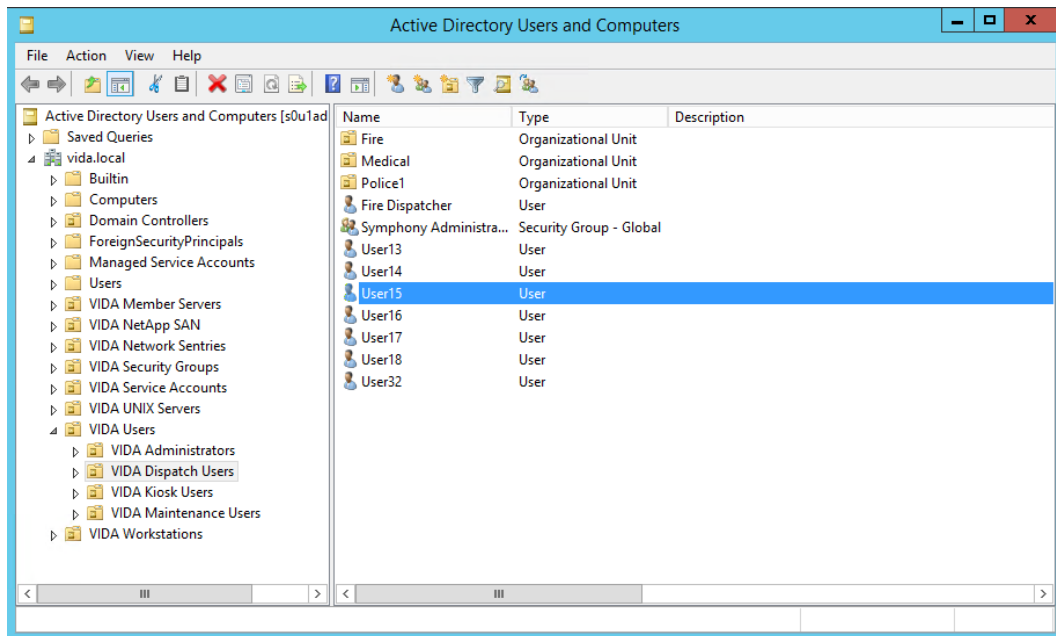 Active Directory Users and Computers
File Action View Help
Active Directory Users and Computers [s0u1ad
Saved Queries
vida.local
Builtin
Computers
Domain Controllers
ForeignSecurityPrincipals
Managed Service Accounts
Users
VIDA Member Servers
VIDA NetApp SAN
VIDA Network Sentries
VIDA Security Groups
VIDA Service Accounts
VIDA UNIX Servers
VIDA Users
VIDA Administrators
VIDA Dispatch Users
VIDA Kiosk Users
VIDA Maintenance Users
VIDA Workstations
Name Type Description
Fire Organizational Unit
Medical Organizational Unit
Police1 Organizational Unit
Fire Dispatcher User
Symphony Administra... Security Group - Global
User13 User
User14 User
User15 User
User16 User
User17 User
User18 User
User32 User